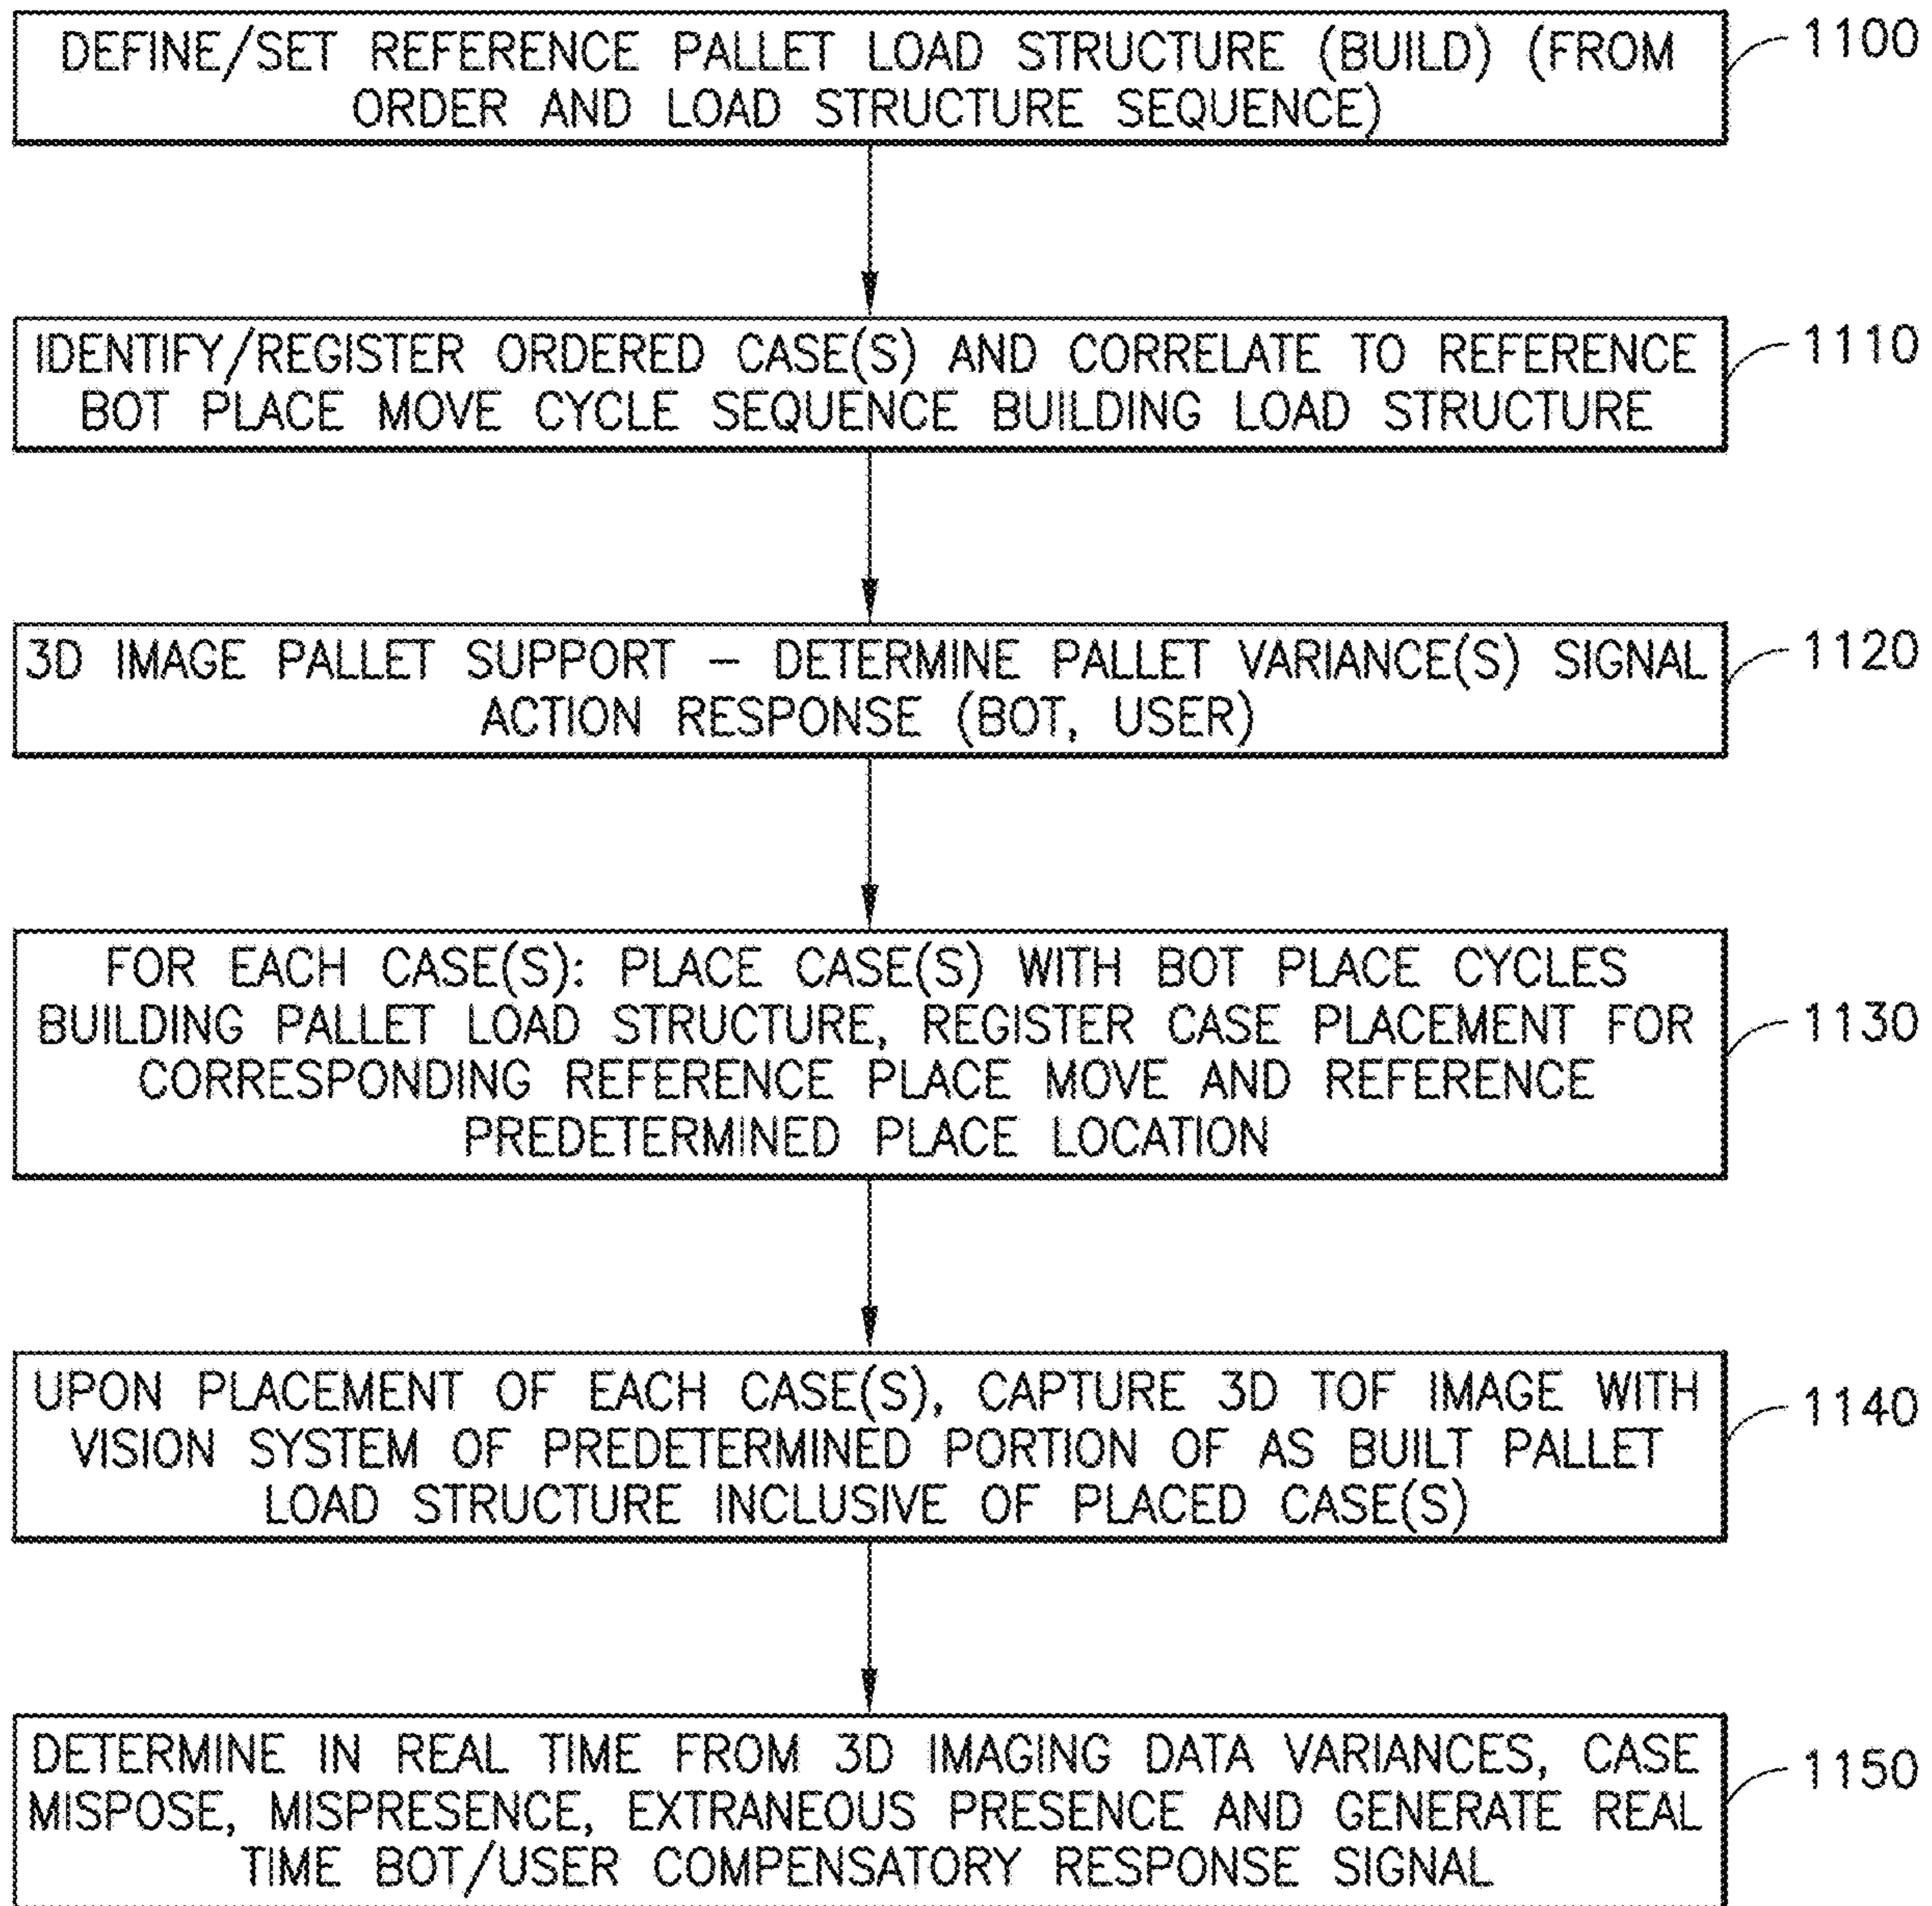 DEFINE/SET REFERENCE PALLET LOAD STRUCTURE (BUILD) (FROM
ORDER AND LOAD STRUCTURE SEQUENCE)
1100
IDENTIFY/REGISTER ORDERED CASE(S) AND CORRELATE TO REFERENCE
BOT PLACE MOVE CYCLE SEQUENCE BUILDING LOAD STRUCTURE
1110
3D IMAGE PALLET SUPPORT – DETERMINE PALLET VARIANCE(S) SIGNAL
ACTION RESPONSE (BOT, USER)
1120
FOR EACH CASE(S): PLACE CASE(S) WITH BOT PLACE CYCLES
BUILDING PALLET LOAD STRUCTURE, REGISTER CASE PLACEMENT FOR
CORRESPONDING REFERENCE PLACE MOVE AND REFERENCE
PREDETERMINED PLACE LOCATION
1130
UPON PLACEMENT OF EACH CASE(S), CAPTURE 3D TOF IMAGE WITH
VISION SYSTEM OF PREDETERMINED PORTION OF AS BUILT PALLET
LOAD STRUCTURE INCLUSIVE OF PLACED CASE(S)
1140
DETERMINE IN REAL TIME FROM 3D IMAGING DATA VARIANCES, CASE
MISPOSE, MISPRESENCE, EXTRANEOUS PRESENCE AND GENERATE REAL
TIME BOT/USER COMPENSATORY RESPONSE SIGNAL
1150